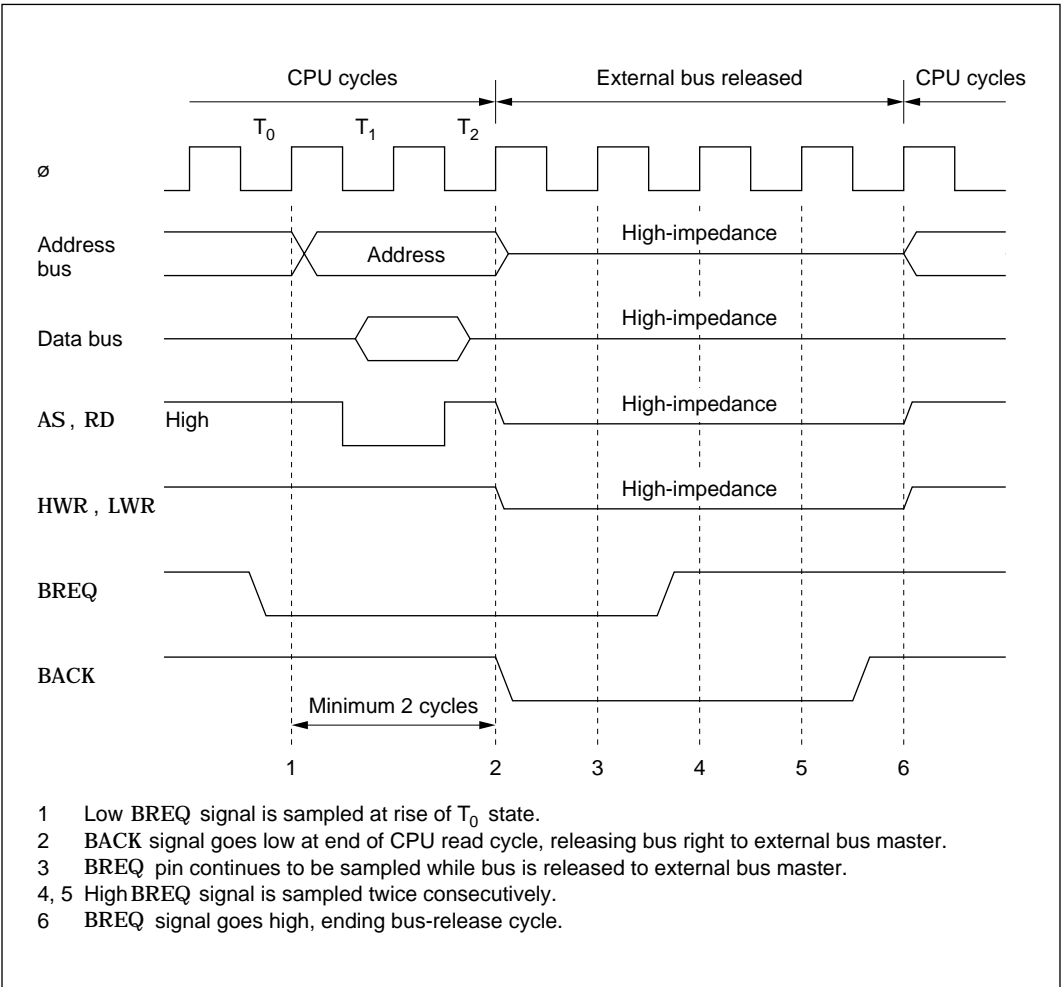 CPU cycles External bus released CPU cycles
T0 T1 T2
ø
Address bus
Address
High-impedance
Data bus
High-impedance
AS , RD
High
High-impedance
HWR , LWR
High-impedance
BREQ
BACK
Minimum 2 cycles
1 2 3 4 5 6
1 Low BREQ signal is sampled at rise of T0 state.
2 BACK signal goes low at end of CPU read cycle, releasing bus right to external bus master.
3 BREQ pin continues to be sampled while bus is released to external bus master.
4, 5 High BREQ signal is sampled twice consecutively.
6 BREQ signal goes high, ending bus-release cycle.